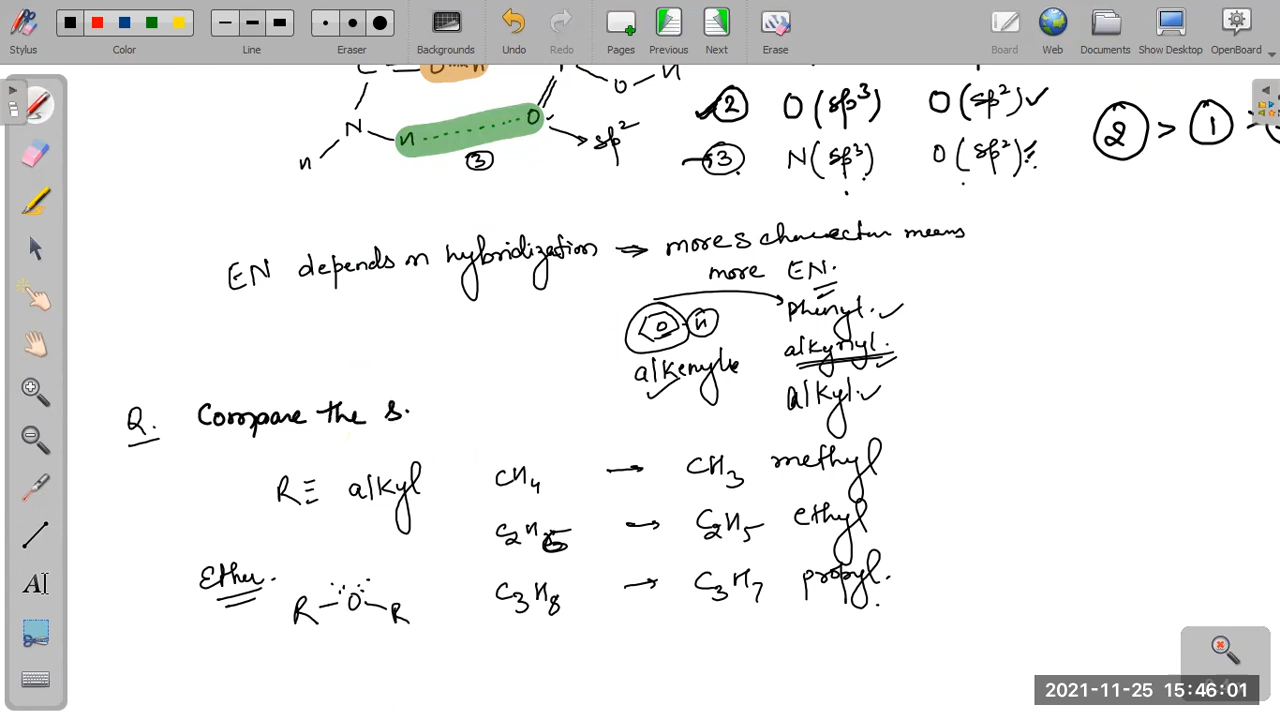 Stylus Color Line Eraser Backgrounds Undo Redo Pages Previous Next Erase Board Web Documents Show Desktop OpenBoard
O H
2 O(sp³) O(sp²)
2 > 1
N H O
n → sp²
3
3 N(sp³) O(sp²)
EN depends on hybridization → more s character means
more EN.
phenyl.
H
alkynyl.
alkenyl
alkyl
Q. Compare the s.
R ≡ alkyl CH₄ → CH₃ methyl
C₂H₆ → C₂H₅ ethyl
Ether. C₃H₈ → C₃H₇ propyl.
R-O-R
2021-11-25 15:46:01